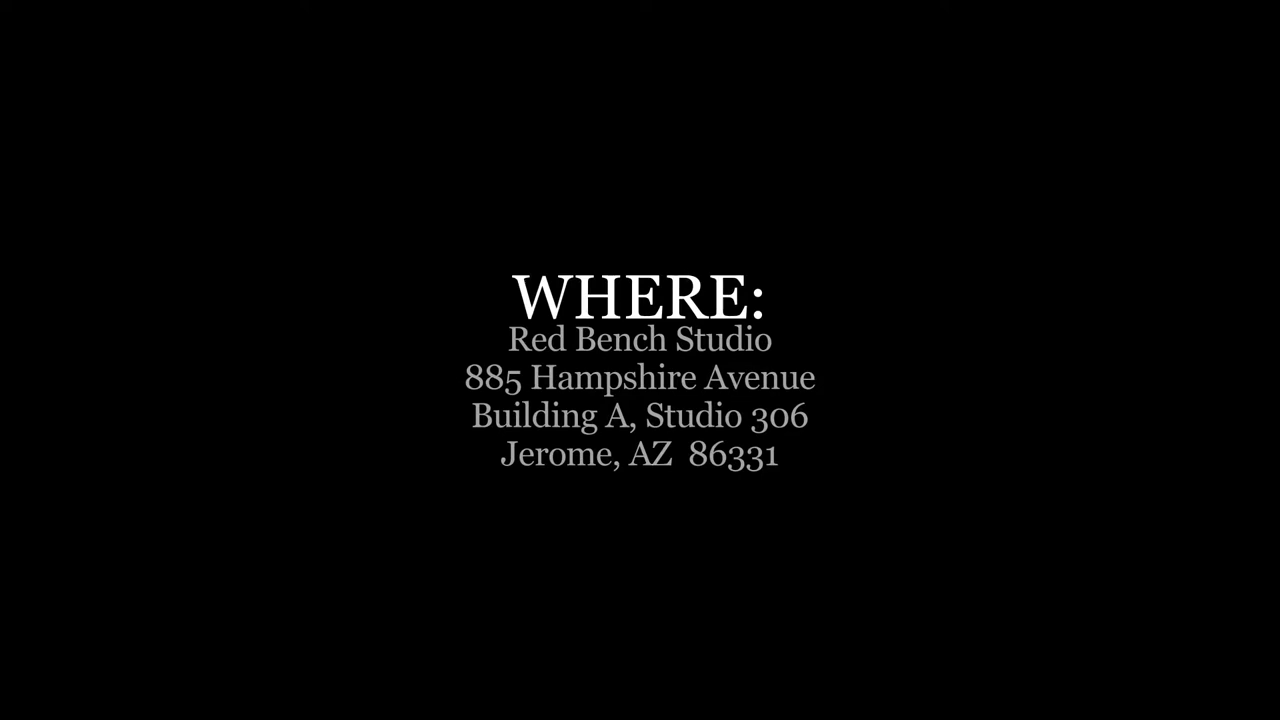 WHERE:
Red Bench Studio
885 Hampshire Avenue
Building A, Studio 306
Jerome, AZ  86331